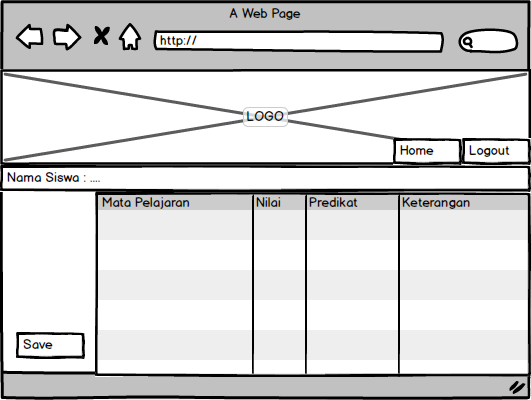 A Web Page
http://
LOGO
Home
Logout
Nama Siswa : ....
Mata Pelajaran
Nilai
Predikat
Keterangan
Save